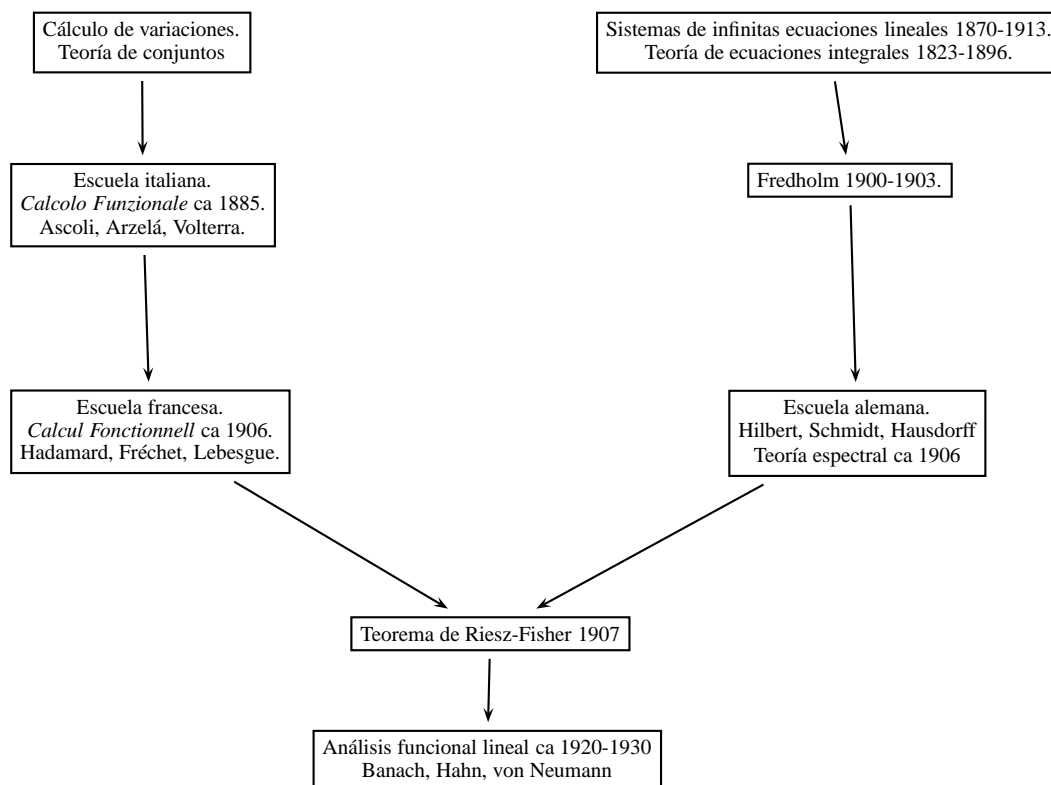 Cálculo de variaciones.
Teoría de conjuntos
Sistemas de infinitas ecuaciones lineales 1870-1913.
Teoría de ecuaciones integrales 1823-1896.
Escuela italiana.
Calcolo Funzionale ca 1885.
Ascoli, Arzelá, Volterra.
Fredholm 1900-1903.
Escuela francesa.
Calcul Fonctionnell ca 1906.
Hadamard, Fréchet, Lebesgue.
Escuela alemana.
Hilbert, Schmidt, Hausdorff
Teoría espectral ca 1906
Teorema de Riesz-Fisher 1907
Análisis funcional lineal ca 1920-1930
Banach, Hahn, von Neumann